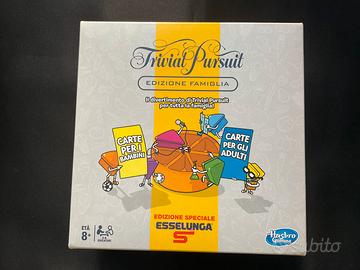 Trivial Pursuit
EDIZIONE FAMIGLIA
Il divertimento di Trivial Pursuit
per tutta la famiglia!
CARTE
PER I
BAMBINI
CARTE
PER GLI
ADULTI
EDIZIONE SPECIALE
ESSELUNGA
S
ETÀ
8+
Hasbro
Gaming
subito